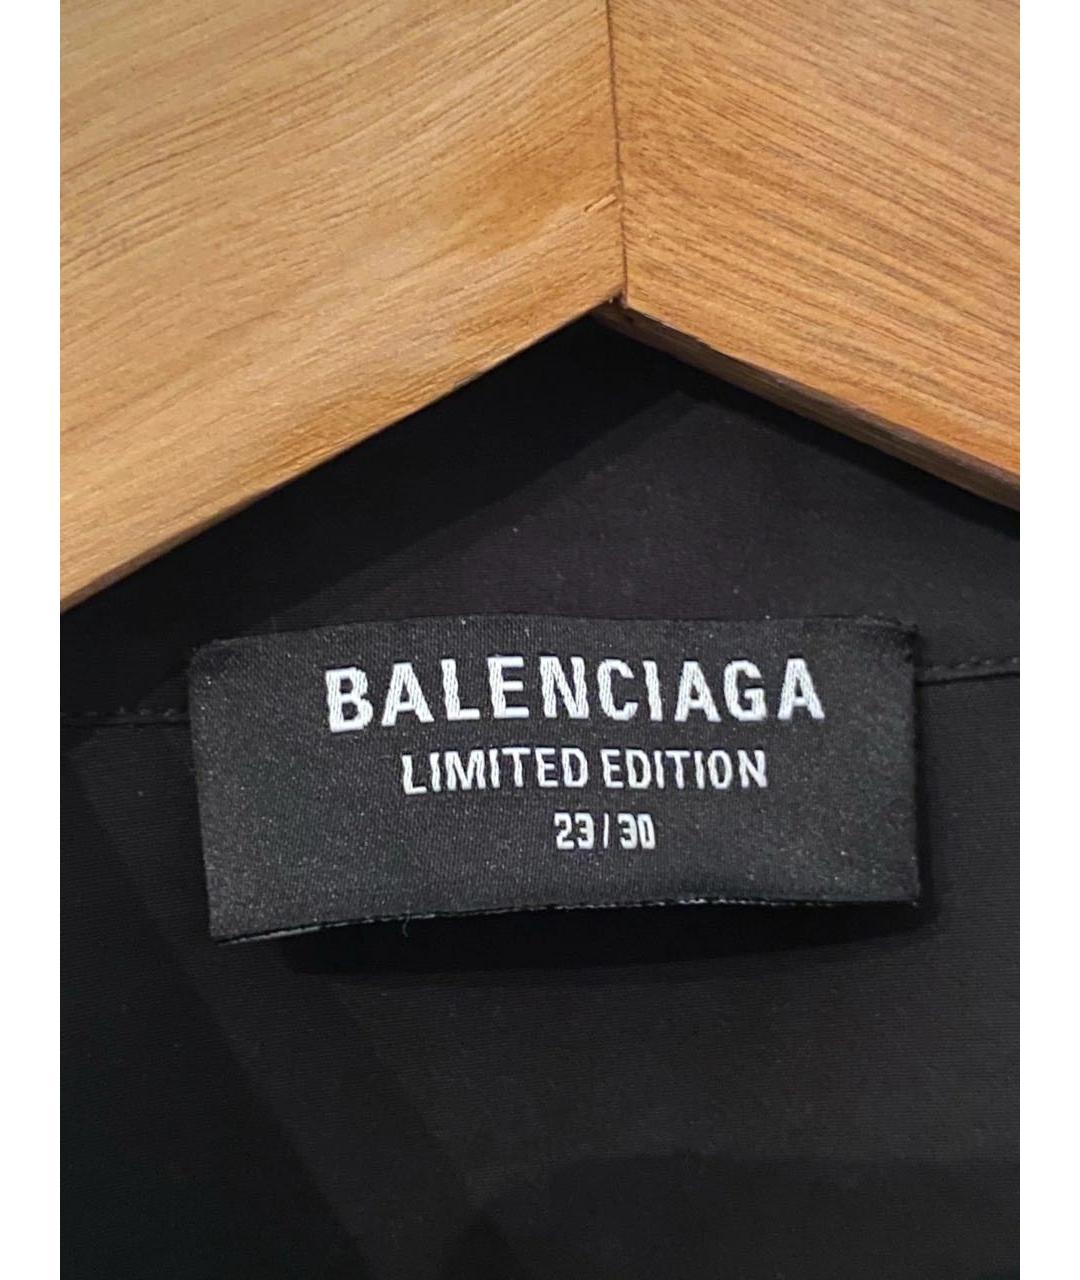 BALENCIAGA
LIMITED EDITION
23/30